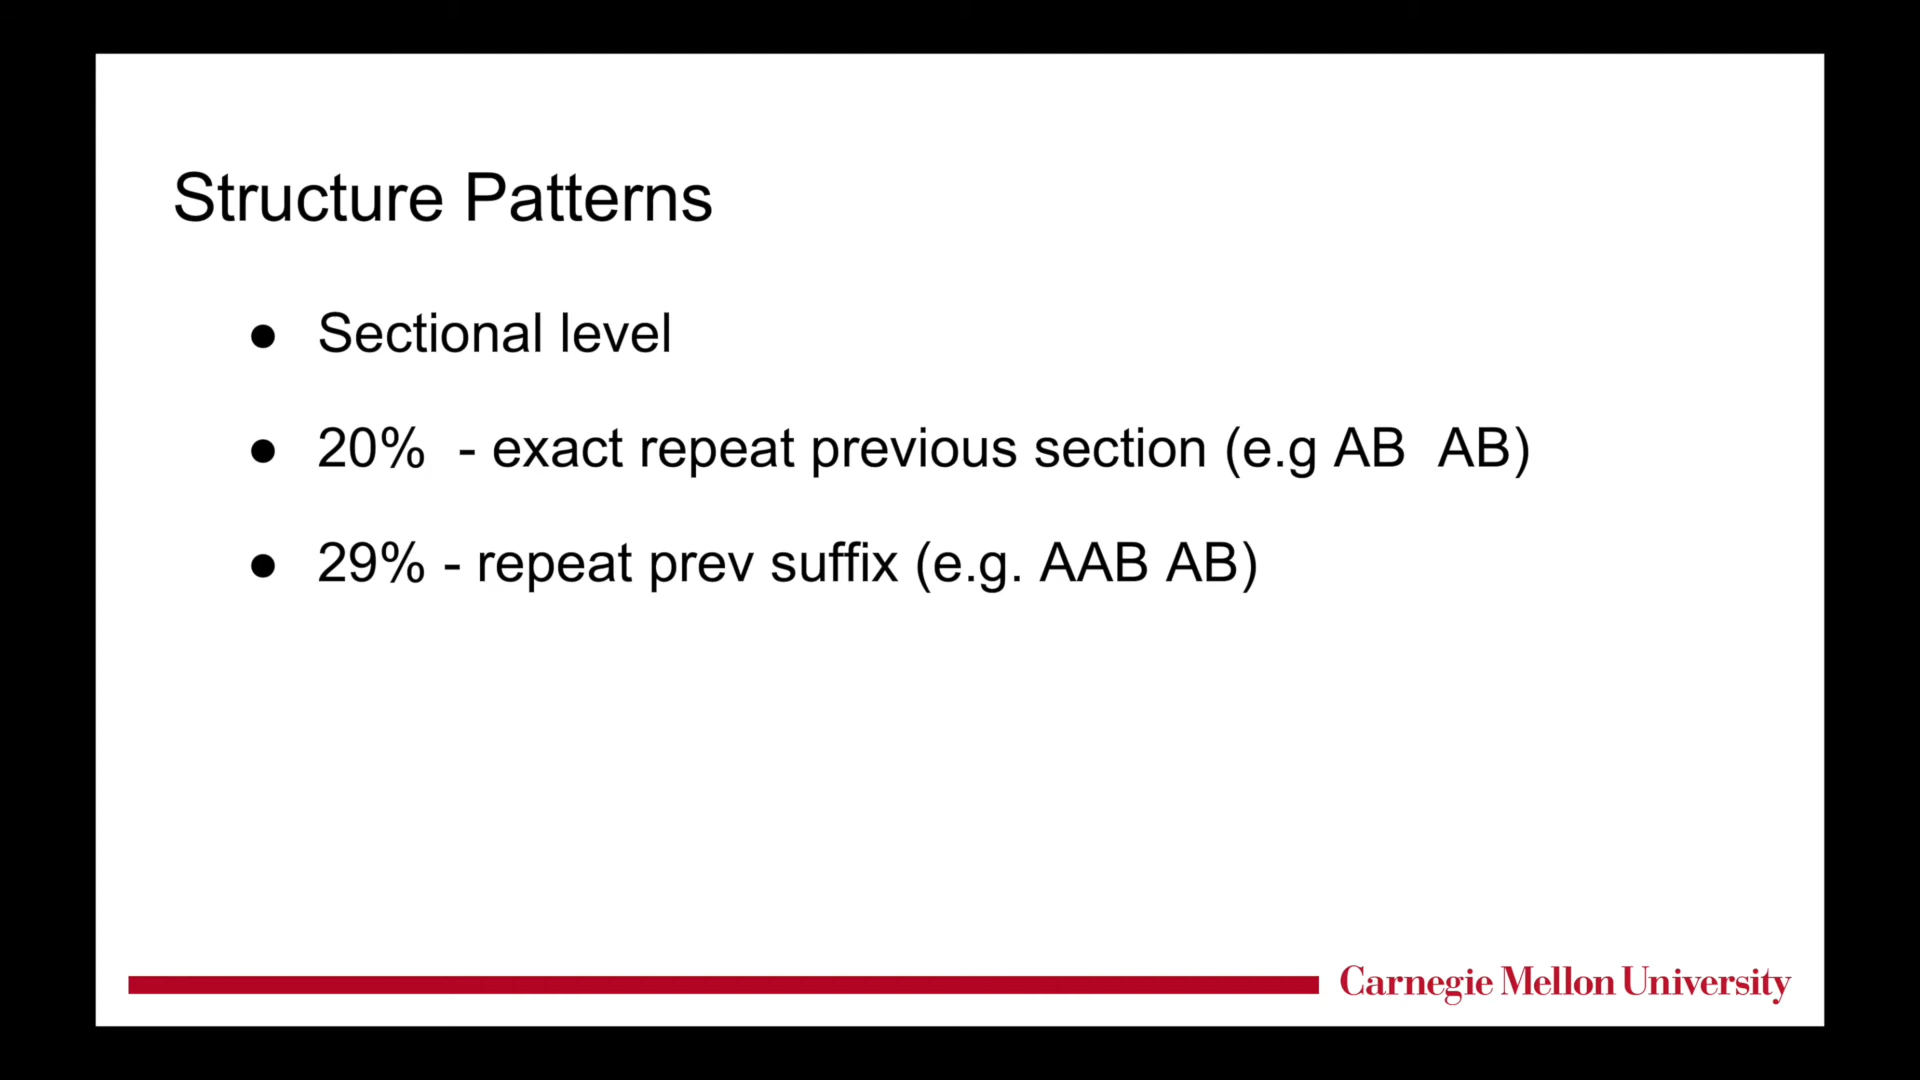 Structure Patterns
● Sectional level
● 20%  - exact repeat previous section (e.g AB  AB)
● 29% - repeat prev suffix (e.g. AAB AB)
Carnegie Mellon University